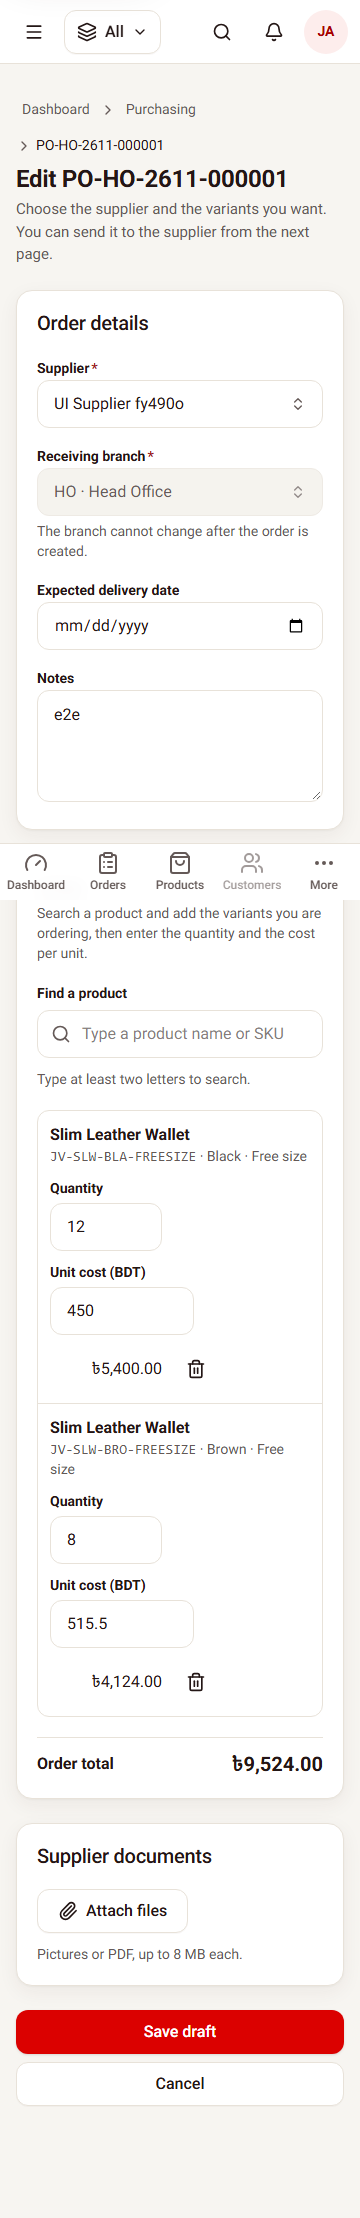 All
JA
Dashboard > Purchasing
> PO-HO-2611-000001
Edit PO-HO-2611-000001
Choose the supplier and the variants you want.
You can send it to the supplier from the next
page.
Order details
Supplier*
UI Supplier fy490o
Receiving branch*
HO · Head Office
The branch cannot change after the order is
created.
Expected delivery date
mm/dd/yyyy
Notes
e2e
Dashboard Orders Products Customers More
Search a product and add the variants you are
ordering, then enter the quantity and the cost
per unit.
Find a product
Type a product name or SKU
Type at least two letters to search.
Slim Leather Wallet
JV-SLW-BLA-FREESIZE · Black · Free size
Quantity
12
Unit cost (BDT)
450
৳5,400.00
Slim Leather Wallet
JV-SLW-BRO-FREESIZE · Brown · Free
size
Quantity
8
Unit cost (BDT)
515.5
৳4,124.00
Order total ৳9,524.00
Supplier documents
Attach files
Pictures or PDF, up to 8 MB each.
Save draft
Cancel